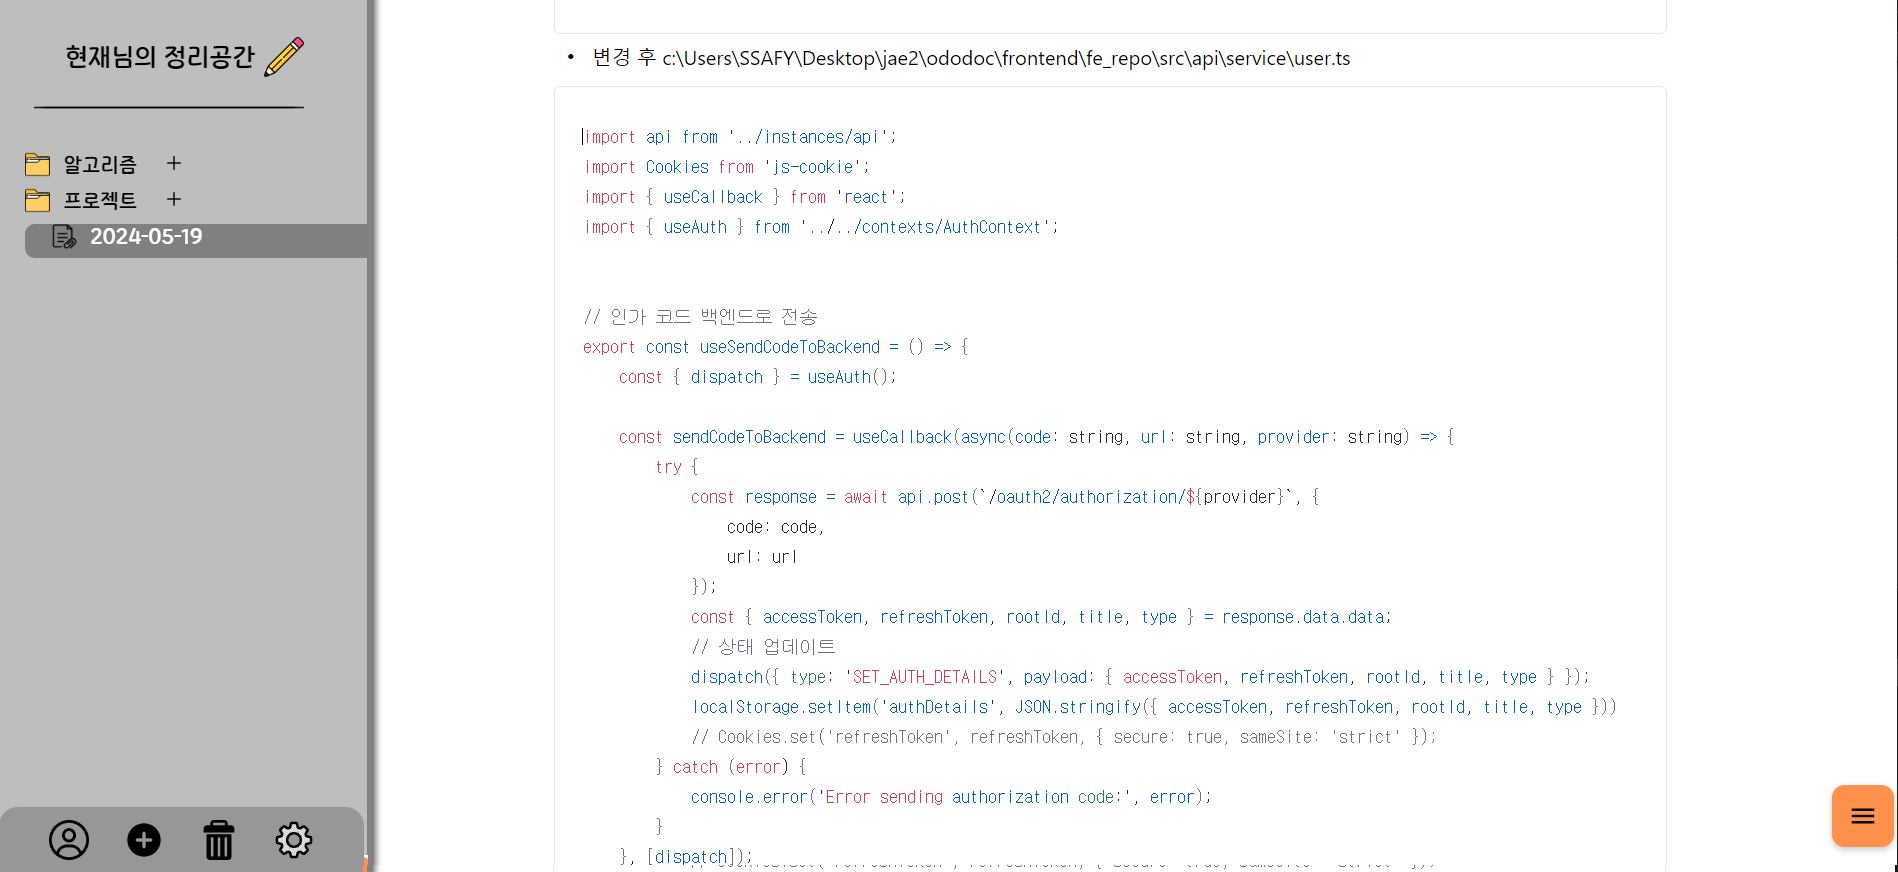 현재님의 정리공간
알고리즘 +
프로젝트 +
2024-05-19
• 변경 후 c:\Users\SSAFY\Desktop\jae2\ododoc\frontend\fe_repo\src\api\service\user.ts
import api from '../instances/api';
import Cookies from 'js-cookie';
import { useCallback } from 'react';
import { useAuth } from '../../contexts/AuthContext';
// 인가 코드 백엔드로 전송
export const useSendCodeToBackend = () => {
    const { dispatch } = useAuth();
    const sendCodeToBackend = useCallback(async(code: string, url: string, provider: string) => {
        try {
            const response = await api.post(`/oauth2/authorization/${provider}`, {
                code: code,
                url: url
            });
            const { accessToken, refreshToken, rootId, title, type } = response.data.data;
            // 상태 업데이트
            dispatch({ type: 'SET_AUTH_DETAILS', payload: { accessToken, refreshToken, rootId, title, type } });
            localStorage.setItem('authDetails', JSON.stringify({ accessToken, refreshToken, rootId, title, type }))
            // Cookies.set('refreshToken', refreshToken, { secure: true, sameSite: 'strict' });
        } catch (error) {
            console.error('Error sending authorization code:', error);
        }
    }, [dispatch]);